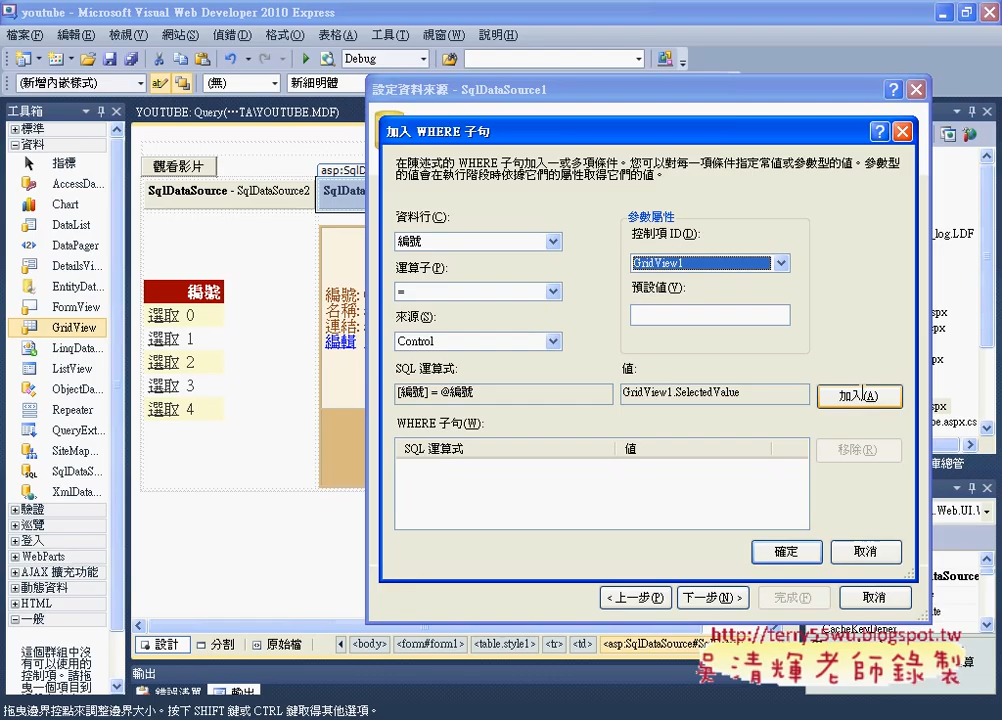 youtube - Microsoft Visual Web Developer 2010 Express
檔案(F) 編輯(E) 檢視(V) 網站(S) 偵錯(D) 格式(O) 表格(A) 工具(T) 視窗(W) 說明(H)
Debug
(新增內嵌樣式) (無) 新細明體
工具箱
標準
資料
指標
AccessDa...
Chart
DataList
DataPager
DetailsVi...
EntityDat...
FormView
GridView
LinqData...
ListView
ObjectDa...
Repeater
QueryExt...
SiteMap...
SqlDataS...
XmlData...
驗證
巡覽
登入
WebParts
AJAX 擴充功能
動態資料
HTML
一般
這個群組中沒
有可以使用的
控制項。請拖
曳一個項目到
YOUTUBE: Query(⋯TA\YOUTUBE.MDF)
觀看影片
asp:SqlD
SqlDataSource - SqlDataSource2
SqlData
編號
選取 0
選取 1
選取 2
選取 3
選取 4
編號:
名稱:
連結:
編輯
設定資料來源 - SqlDataSource1
加入 WHERE 子句
在陳述式的 WHERE 子句加入一或多項條件。您可以對每一項條件指定常值或參數型的值。參數型
的值會在執行階段時依據它們的屬性取得它們的值。
資料行(C):
編號
運算子(P):
=
來源(S):
Control
參數屬性
控制項 ID(D):
GridView1
預設值(V):
SQL 運算式:
[編號] = @編號
值:
GridView1.SelectedValue
加入(A)
WHERE 子句(W):
SQL 運算式 值
移除(R)
確定 取消
< 上一步(P) 下一步(N) > 完成(F) 取消
_log.LDF
spx
px
px
spx
be.aspx.cs
庫總管
.Web.UI.\
taSource
te
CacheKeyDepen
設計 分割 原始檔
<body> <form#form1> <table.style1> <tr> <td> <asp:SqlDataSource#S
輸出
錯誤清單 輸出
http://terry55wu.blogspot.tw
吳清輝老師錄製
拖曳邊界控點來調整邊界大小。按下 SHIFT 鍵或 CTRL 鍵取得其他選項。